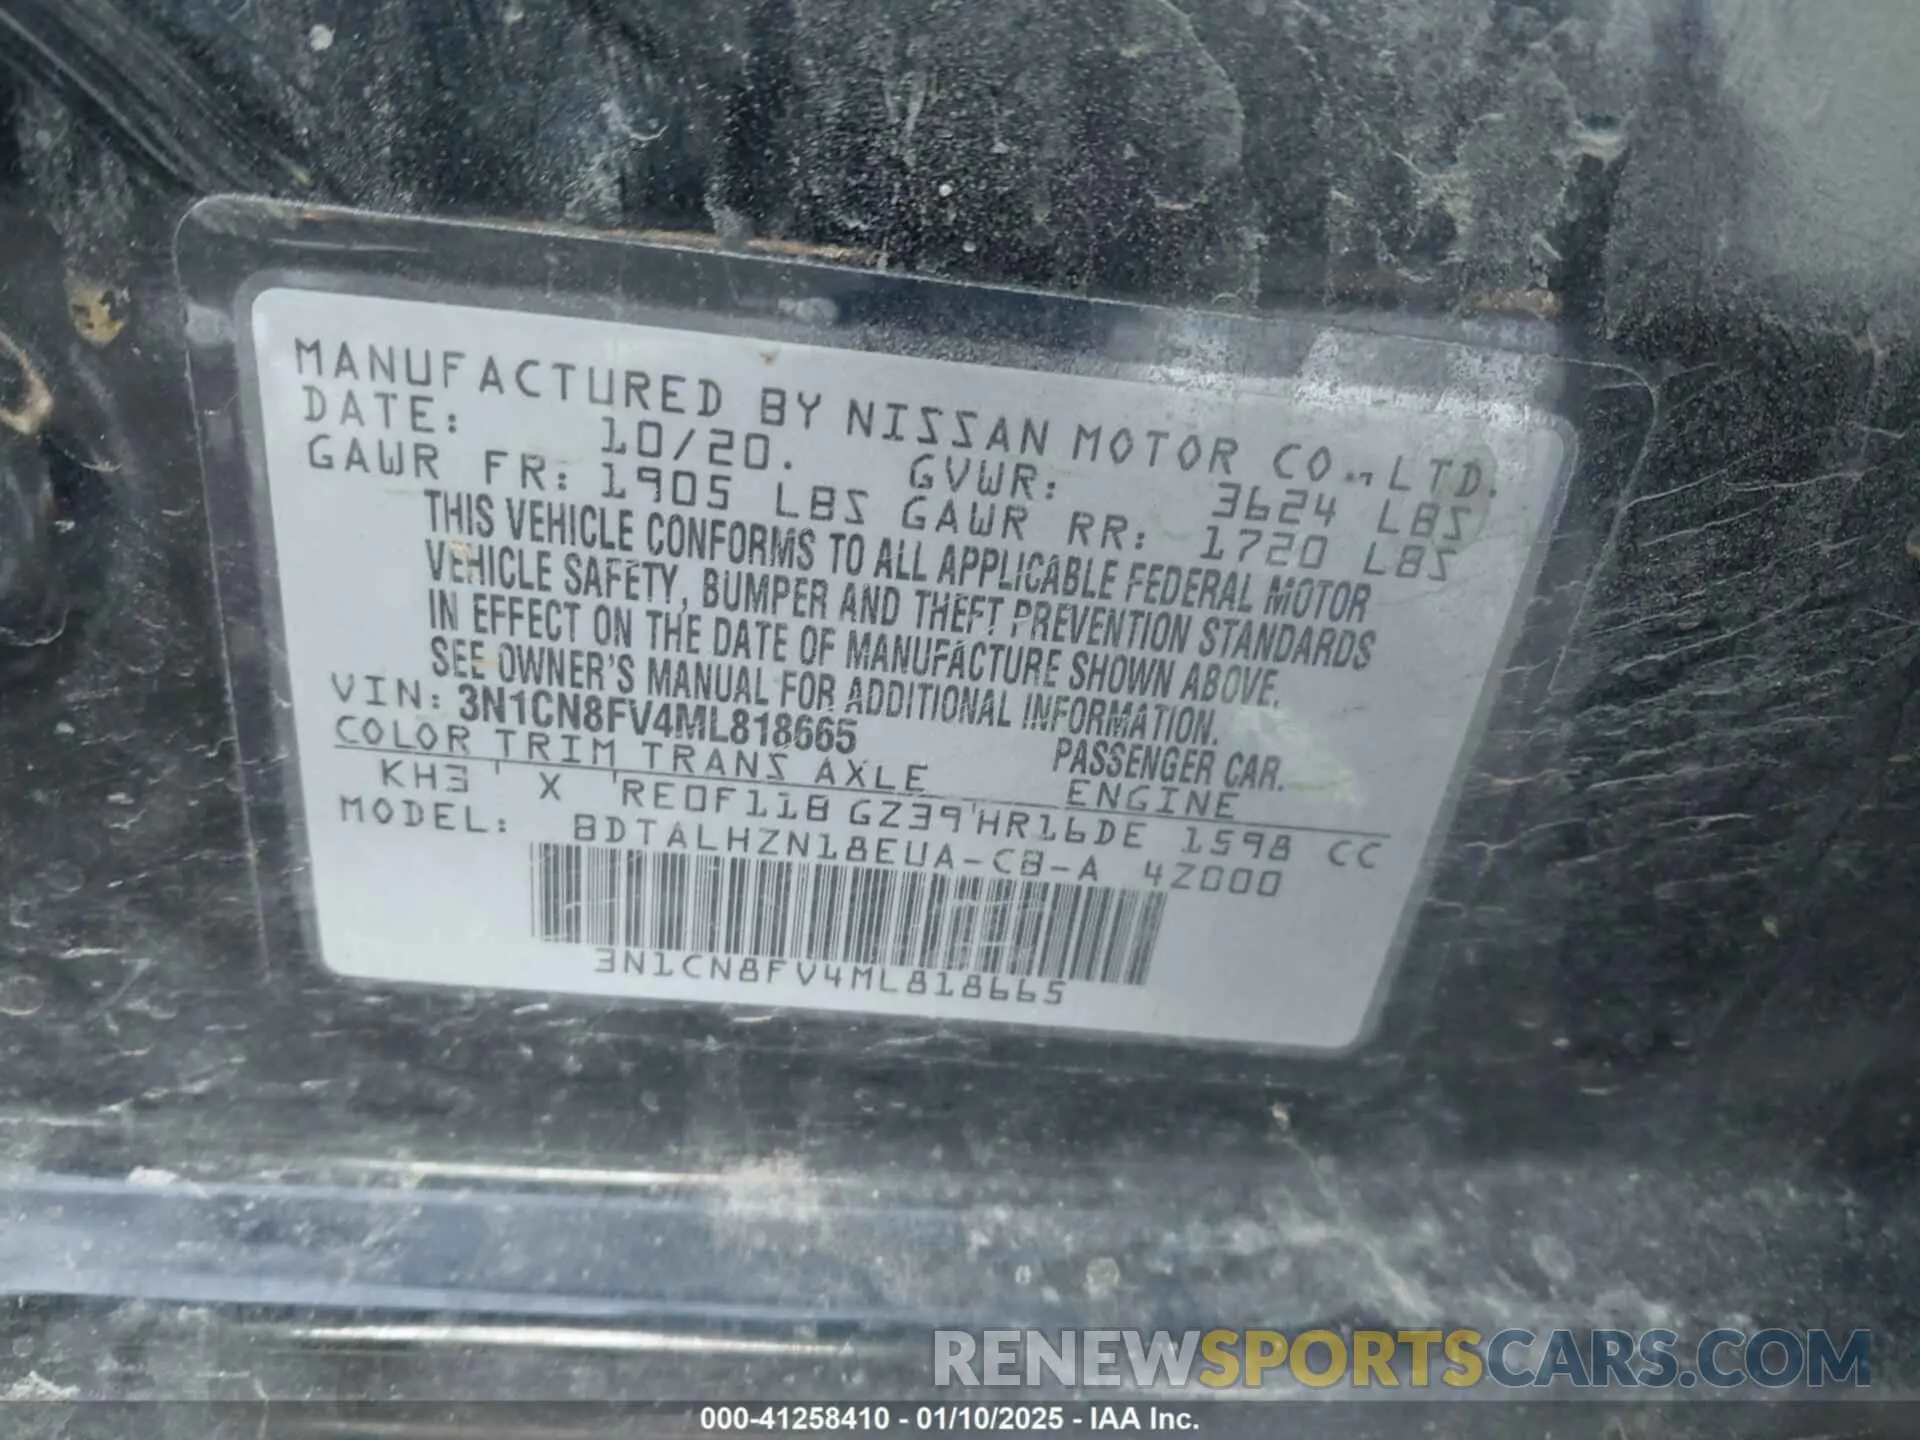 MANUFACTURED BY NISSAN MOTOR CO., LTD.
DATE: 10/20. GVWR: 3624 LBS
GAWR FR: 1905 LBS GAWR RR: 1720 LBS
THIS VEHICLE CONFORMS TO ALL APPLICABLE FEDERAL MOTOR
VEHICLE SAFETY, BUMPER AND THEFT PREVENTION STANDARDS
IN EFFECT ON THE DATE OF MANUFACTURE SHOWN ABOVE.
SEE OWNER'S MANUAL FOR ADDITIONAL INFORMATION.
VIN: 3N1CN8FV4ML818665 PASSENGER CAR.
COLOR TRIM TRANS AXLE ENGINE
KH3 ' X 'RE0F11B GZ39'HR16DE 1598 CC
MODEL: BDTALHZN18EUA-CB-A 4Z000
3N1CN8FV4ML818665
RENEWSPORTSCARS.COM
000-41258410 - 01/10/2025 - IAA Inc.